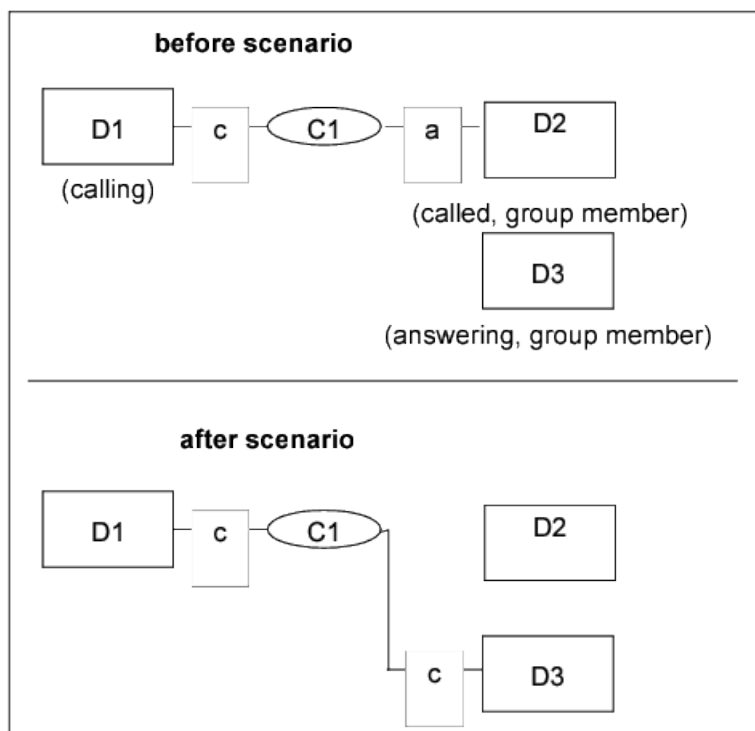 before scenario
D1 c C1 a D2
(calling)
(called, group member)
D3
(answering, group member)
after scenario
D1 c C1 D2
c D3